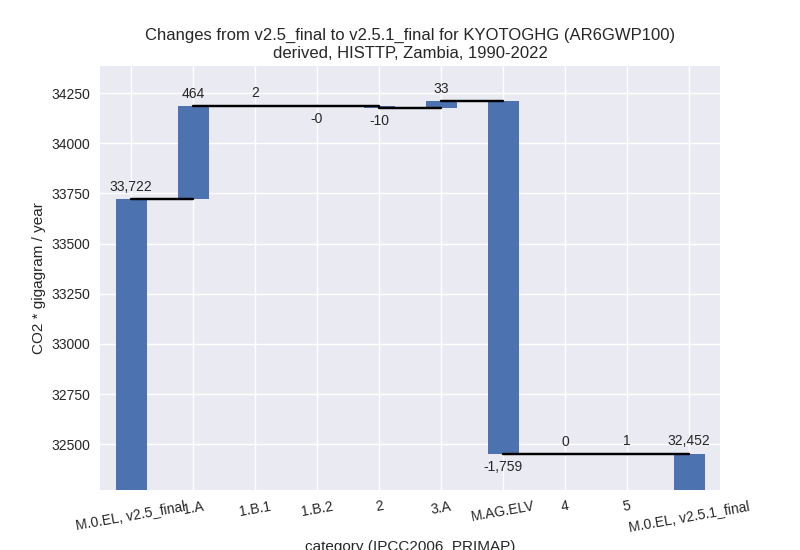 Changes from v2.5_final to v2.5.1_final for KYOTOGHG (AR6GWP100)
derived, HISTTP, Zambia, 1990-2022
CO2 * gigagram / year
34250
34000
33750
33500
33250
33000
32750
32500
33,722
464
2
-0
-10
33
-1,759
0
1
32,452
M.0.EL, v2.5_final
1.A
1.B.1
1.B.2
2
3.A
M.AG.ELV
4
5
M.0.EL, v2.5.1_final
category (IPCC2006_PRIMAP)